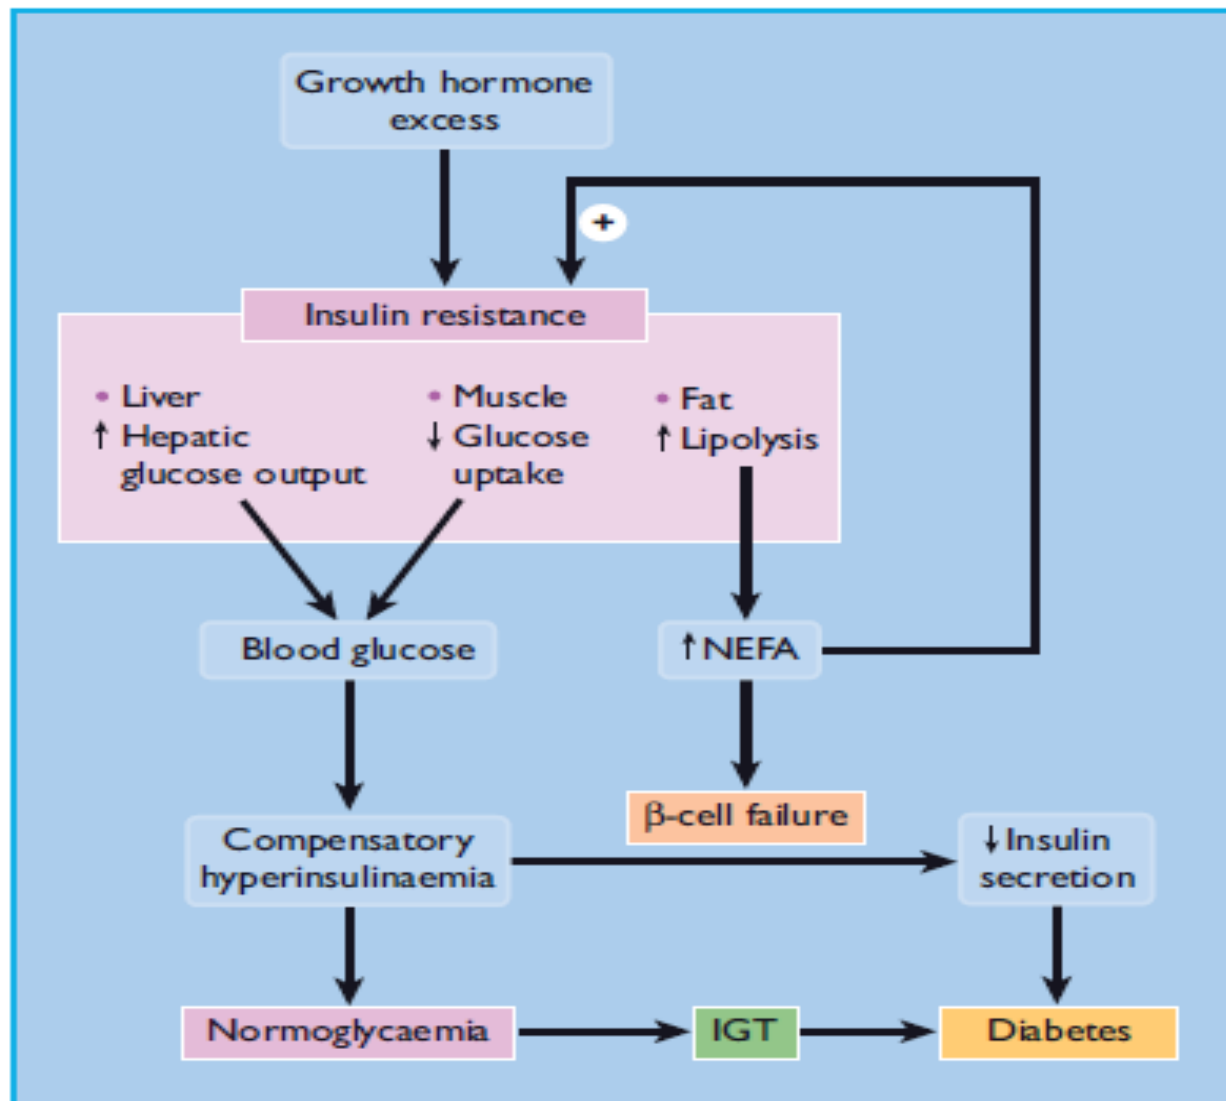 Growth hormone
excess
+
Insulin resistance
• Liver
↑ Hepatic
glucose output
• Muscle
↓ Glucose
uptake
• Fat
↑ Lipolysis
Blood glucose
↑ NEFA
β-cell failure
Compensatory
hyperinsulinaemia
↓ Insulin
secretion
Normoglycaemia
IGT
Diabetes